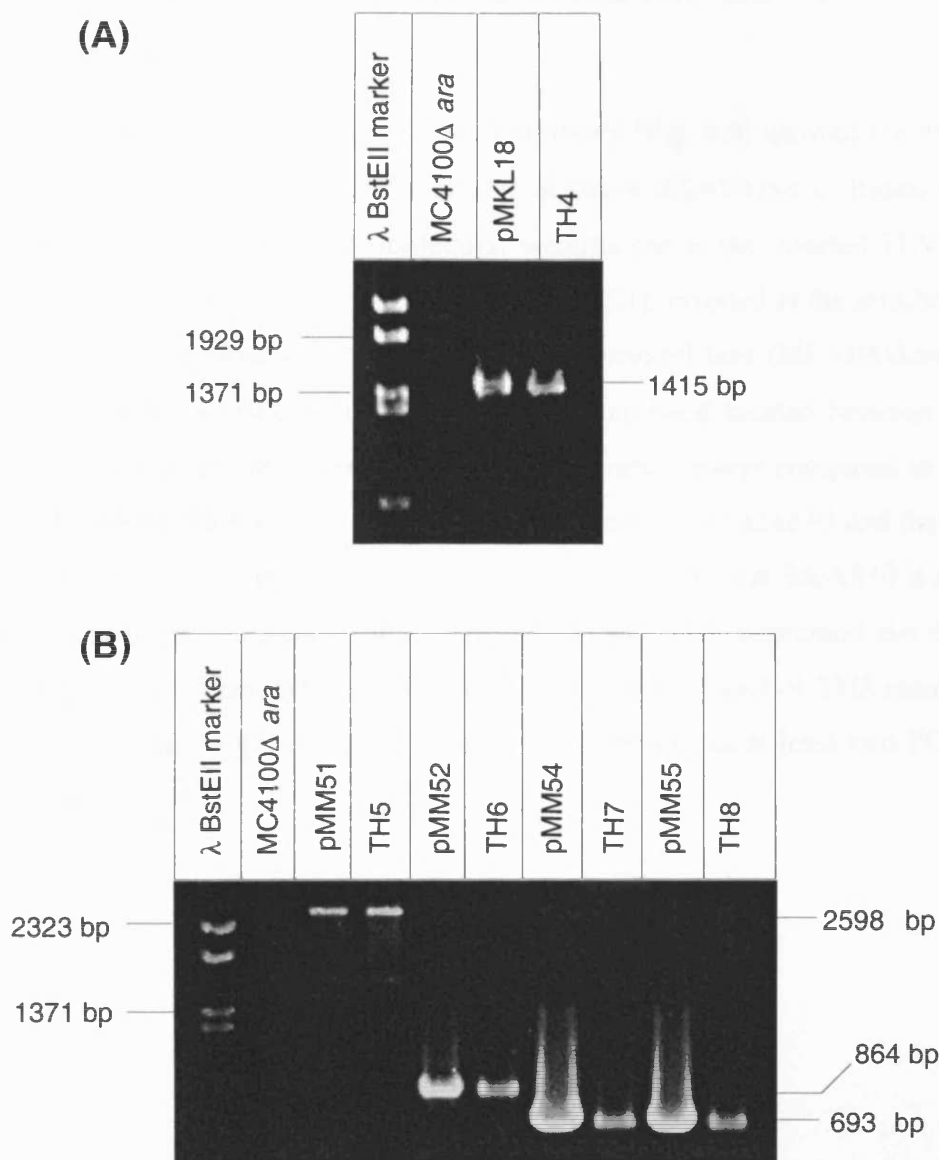 (A)
λ BstEII marker
MC4100Δ ara
pMKL18
TH4
1929 bp
1371 bp
1415 bp
(B)
λ BstEII marker
MC4100Δ ara
pMM51
TH5
pMM52
TH6
pMM54
TH7
pMM55
TH8
2323 bp
2598 bp
1371 bp
864 bp
693 bp